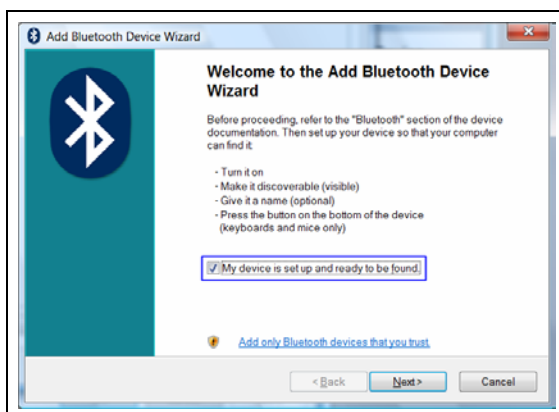 Add Bluetooth Device Wizard
Welcome to the Add Bluetooth Device
Wizard
Before proceeding, refer to the "Bluetooth" section of the device
documentation. Then set up your device so that your computer
can find it:
- Turn it on
- Make it discoverable (visible)
- Give it a name (optional)
- Press the button on the bottom of the device
(keyboards and mice only)
My device is set up and ready to be found.
Add only Bluetooth devices that you trust.
< Back Next > Cancel